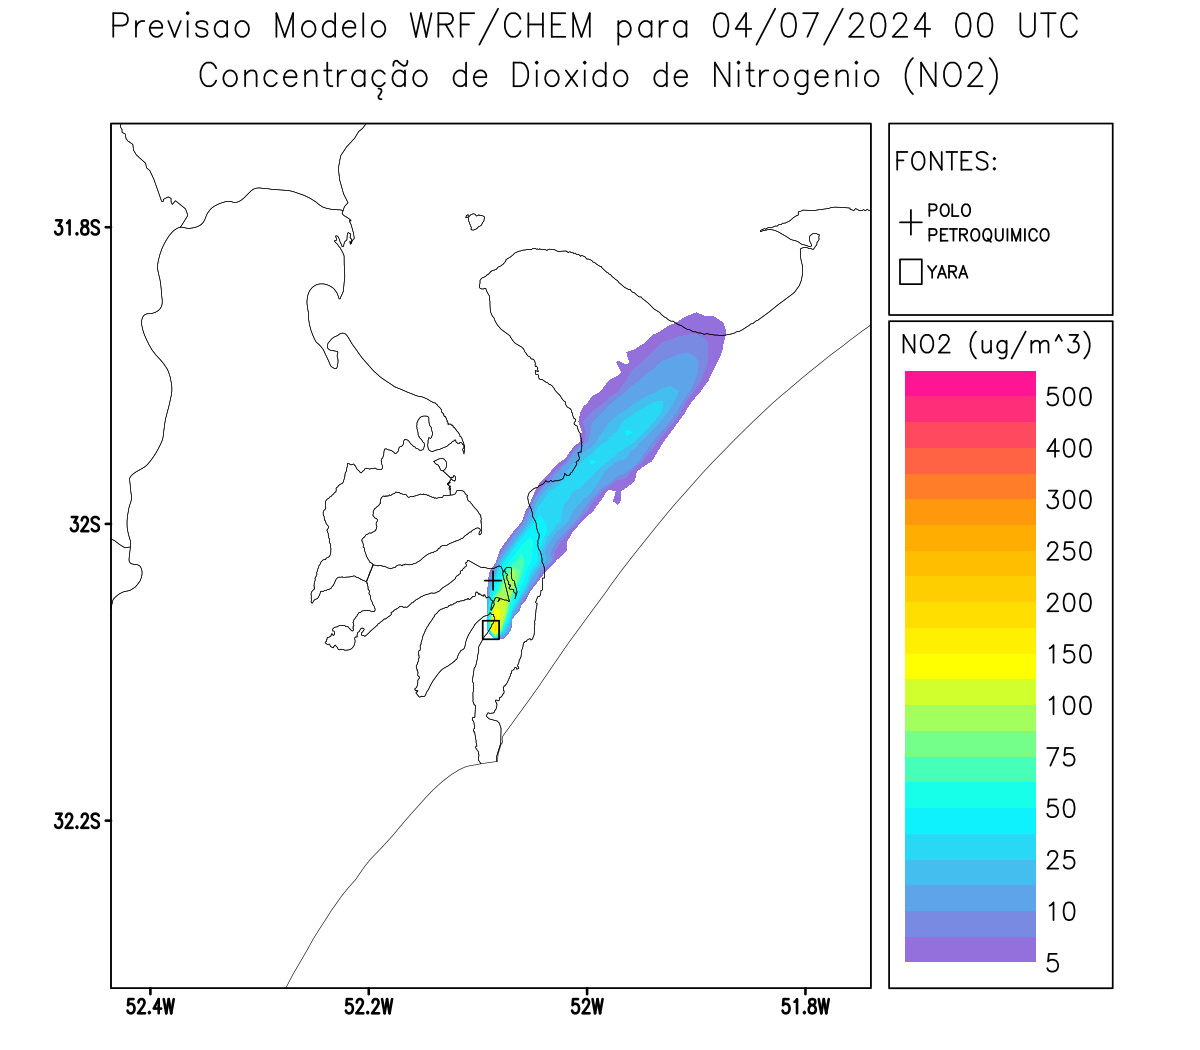 Previsao Modelo WRF/CHEM para 04/07/2024 00 UTC
Concentração de Dioxido de Nitrogenio (NO2)
FONTES:
POLO
PETROQUIMICO
YARA
NO2 (ug/m^3)
500
400
300
250
200
150
100
75
50
25
10
5
31.8S
32S
32.2S
52.4W
52.2W
52W
51.8W